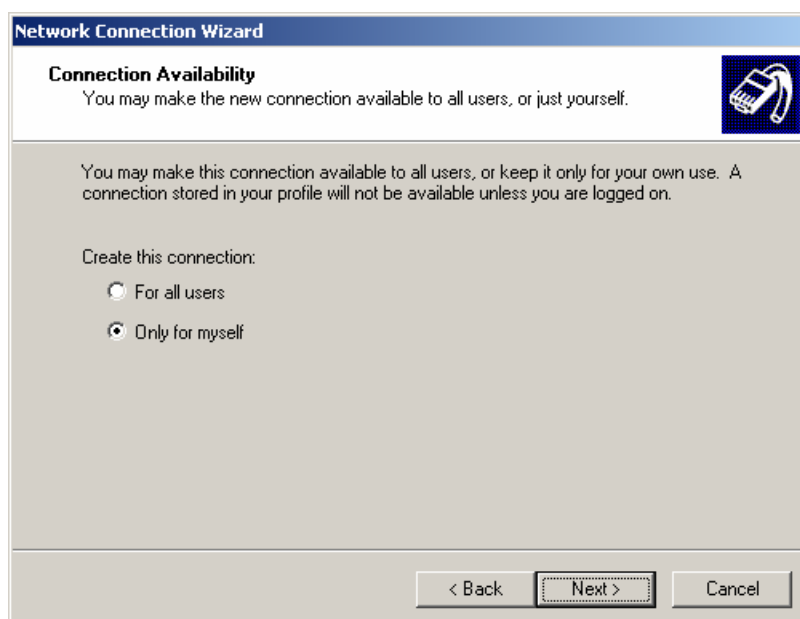 Network Connection Wizard
Connection Availability
You may make the new connection available to all users, or just yourself.
You may make this connection available to all users, or keep it only for your own use. A
connection stored in your profile will not be available unless you are logged on.
Create this connection:
For all users
Only for myself
< Back Next > Cancel